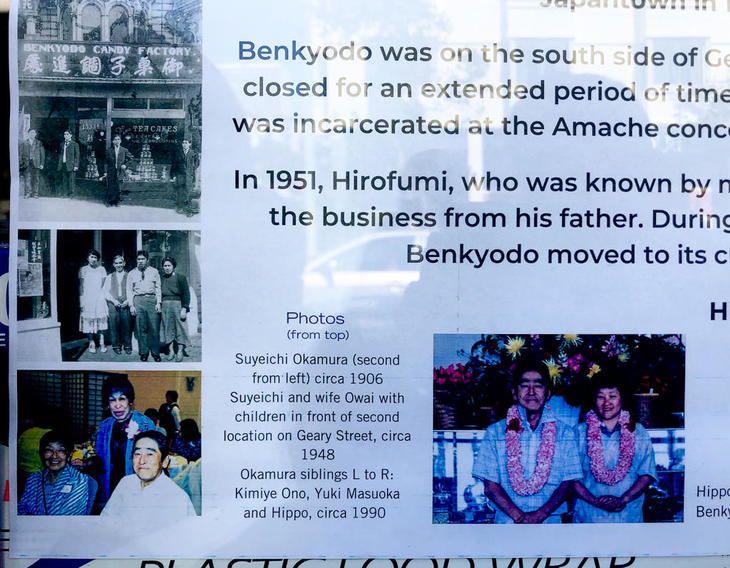 Japantown in
Benkyodo was on the south side of Ge
closed for an extended period of time
was incarcerated at the Amache conc
In 1951, Hirofumi, who was known by
the business from his father. During
Benkyodo moved to its
H
BENKYODO CANDY FACTORY
TEA CAKES
Photos
(from top)
Suyeichi Okamura (second
from left) circa 1906
Suyeichi and wife Owai with
children in front of second
location on Geary Street, circa
1948
Okamura siblings L to R:
Kimiye Ono, Yuki Masuoka
and Hippo, circa 1990
Hippo
Benky
PLASTIC FOOD WRAP